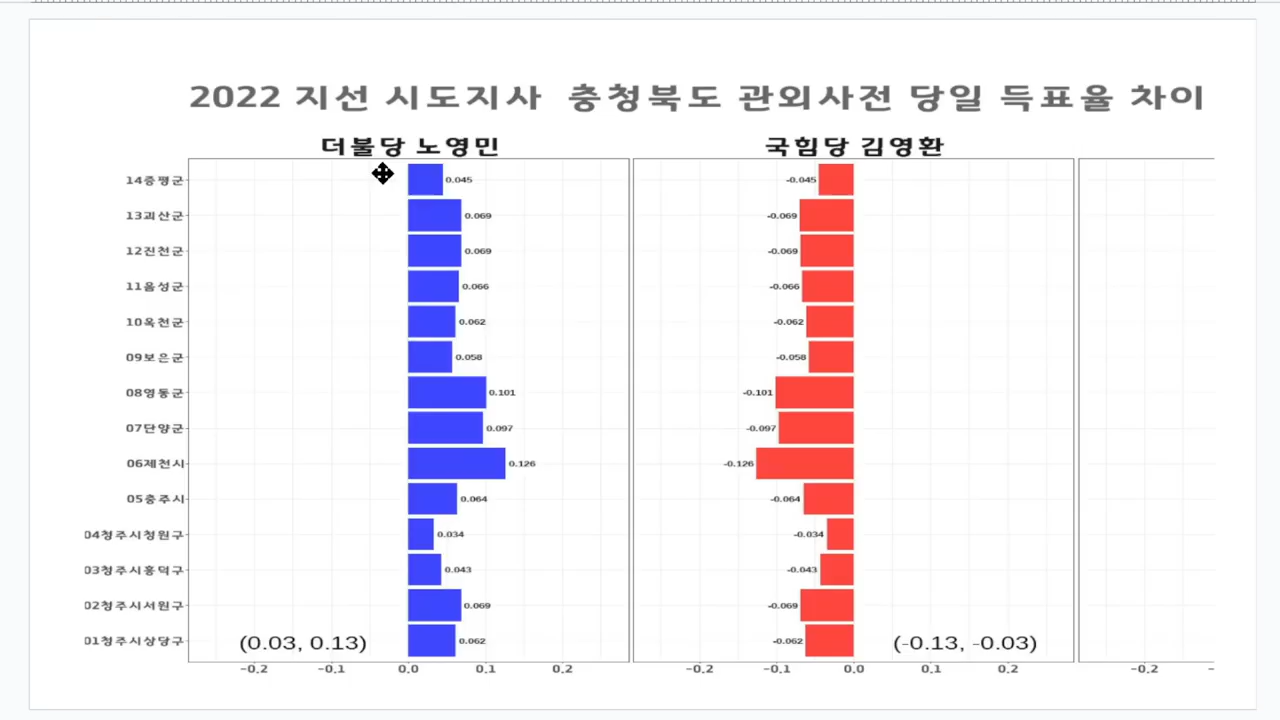 2022 지선 시도지사 충청북도 관외사전 당일 득표율 차이
더불당 노영민
국힘당 김영환
14증평군 0.045 -0.045
13괴산군 0.069 -0.069
12진천군 0.069 -0.069
11음성군 0.066 -0.066
10옥천군 0.062 -0.062
09보은군 0.058 -0.058
08영동군 0.101 -0.101
07단양군 0.097 -0.097
06제천시 0.126 -0.126
05충주시 0.064 -0.064
04청주시청원구 0.034 -0.034
03청주시흥덕구 0.043 -0.043
02청주시서원구 0.069 -0.069
01청주시상당구 0.062 -0.062
(0.03, 0.13) (-0.13, -0.03)
-0.2 -0.1 0.0 0.1 0.2 -0.2 -0.1 0.0 0.1 0.2 -0.2